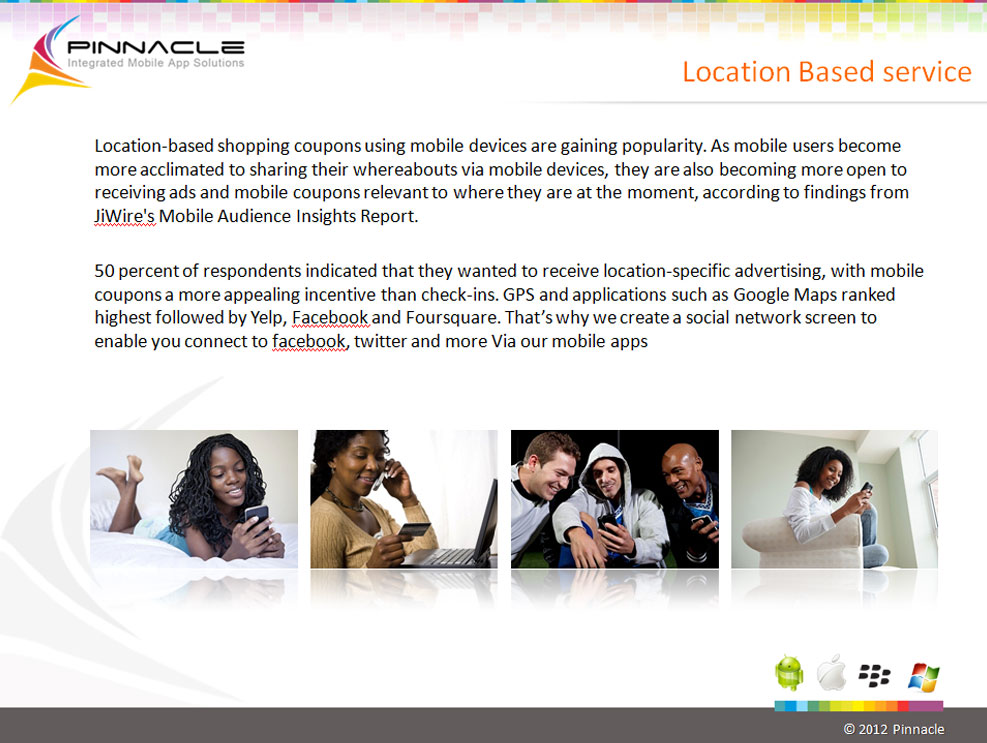 PINNACLE
Integrated Mobile App Solutions
Location Based service
Location-based shopping coupons using mobile devices are gaining popularity. As mobile users become
more acclimated to sharing their whereabouts via mobile devices, they are also becoming more open to
receiving ads and mobile coupons relevant to where they are at the moment, according to findings from
JiWire's Mobile Audience Insights Report.
50 percent of respondents indicated that they wanted to receive location-specific advertising, with mobile
coupons a more appealing incentive than check-ins. GPS and applications such as Google Maps ranked
highest followed by Yelp, Facebook and Foursquare. That’s why we create a social network screen to
enable you connect to facebook, twitter and more Via our mobile apps
© 2012 Pinnacle